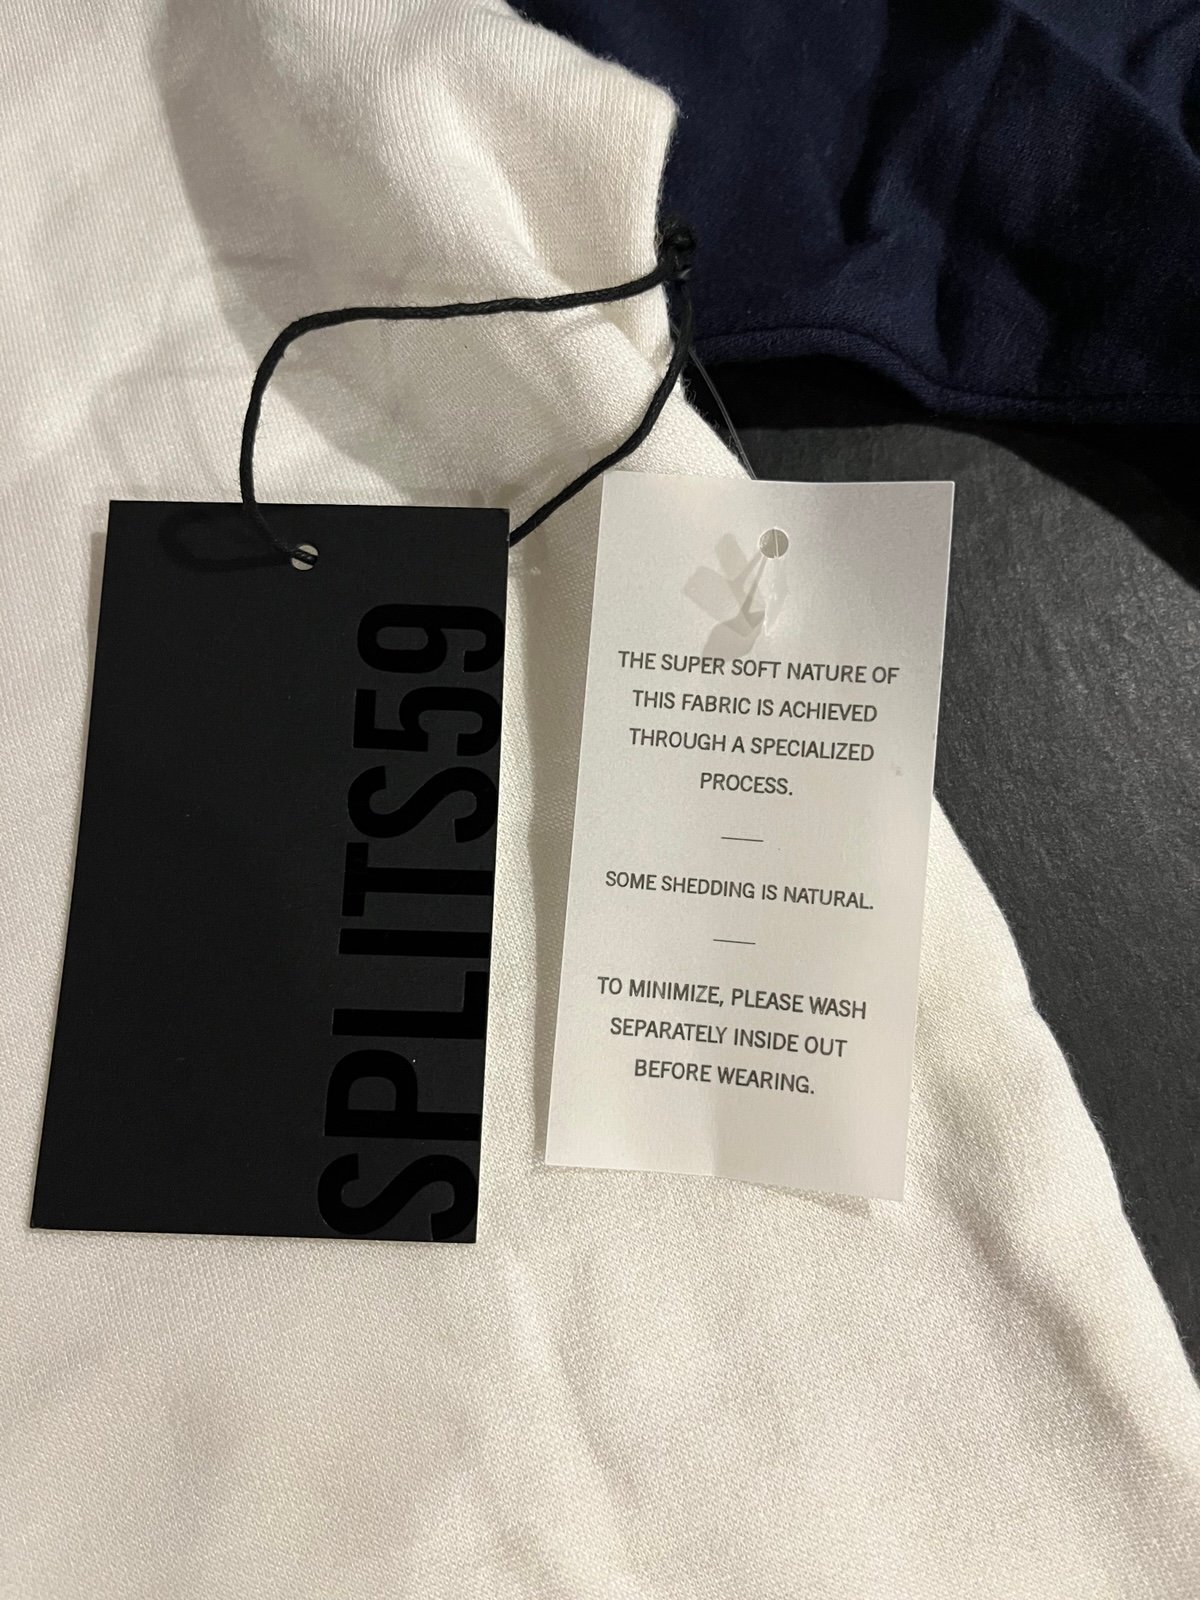 SPLITS59
THE SUPER SOFT NATURE OF
THIS FABRIC IS ACHIEVED
THROUGH A SPECIALIZED
PROCESS.
SOME SHEDDING IS NATURAL.
TO MINIMIZE, PLEASE WASH
SEPARATELY INSIDE OUT
BEFORE WEARING.